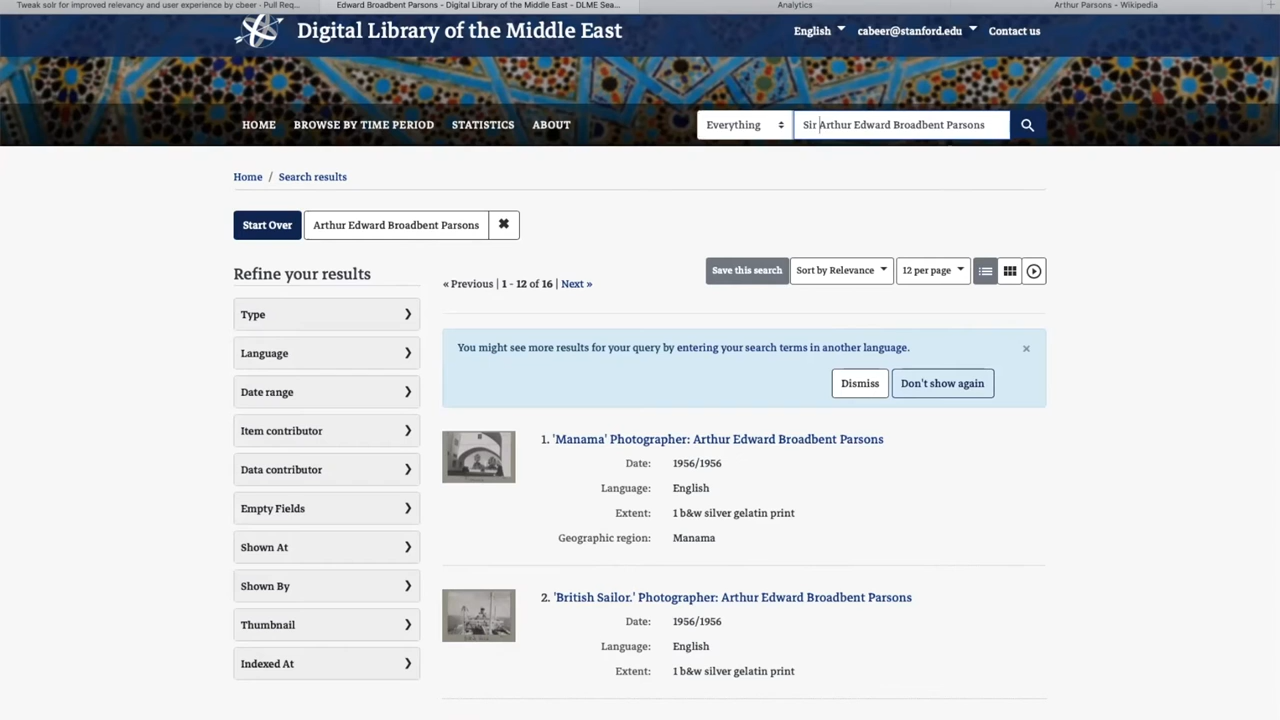 Tweak solr for improved relevancy and user experience by cbeer - Pull Req...
Edward Broadbent Parsons - Digital Library of the Middle East - DLME Sea...
Analytics
Arthur Parsons - Wikipedia
+
Digital Library of the Middle East
English
cabeer@stanford.edu
Contact us
HOME
BROWSE BY TIME PERIOD
STATISTICS
ABOUT
Everything
Sir Arthur Edward Broadbent Parsons
Home / Search results
Start Over
Arthur Edward Broadbent Parsons ✖
Refine your results
Type ❯
Language ❯
Date range ❯
Item contributor ❯
Data contributor ❯
Empty Fields ❯
Shown At ❯
Shown By ❯
Thumbnail ❯
Indexed At ❯
« Previous | 1 - 12 of 16 | Next »
Save this search
Sort by Relevance
12 per page
You might see more results for your query by entering your search terms in another language.
×
Dismiss
Don't show again
1. 'Manama' Photographer: Arthur Edward Broadbent Parsons
Date: 1956/1956
Language: English
Extent: 1 b&w silver gelatin print
Geographic region: Manama
2. 'British Sailor.' Photographer: Arthur Edward Broadbent Parsons
Date: 1956/1956
Language: English
Extent: 1 b&w silver gelatin print